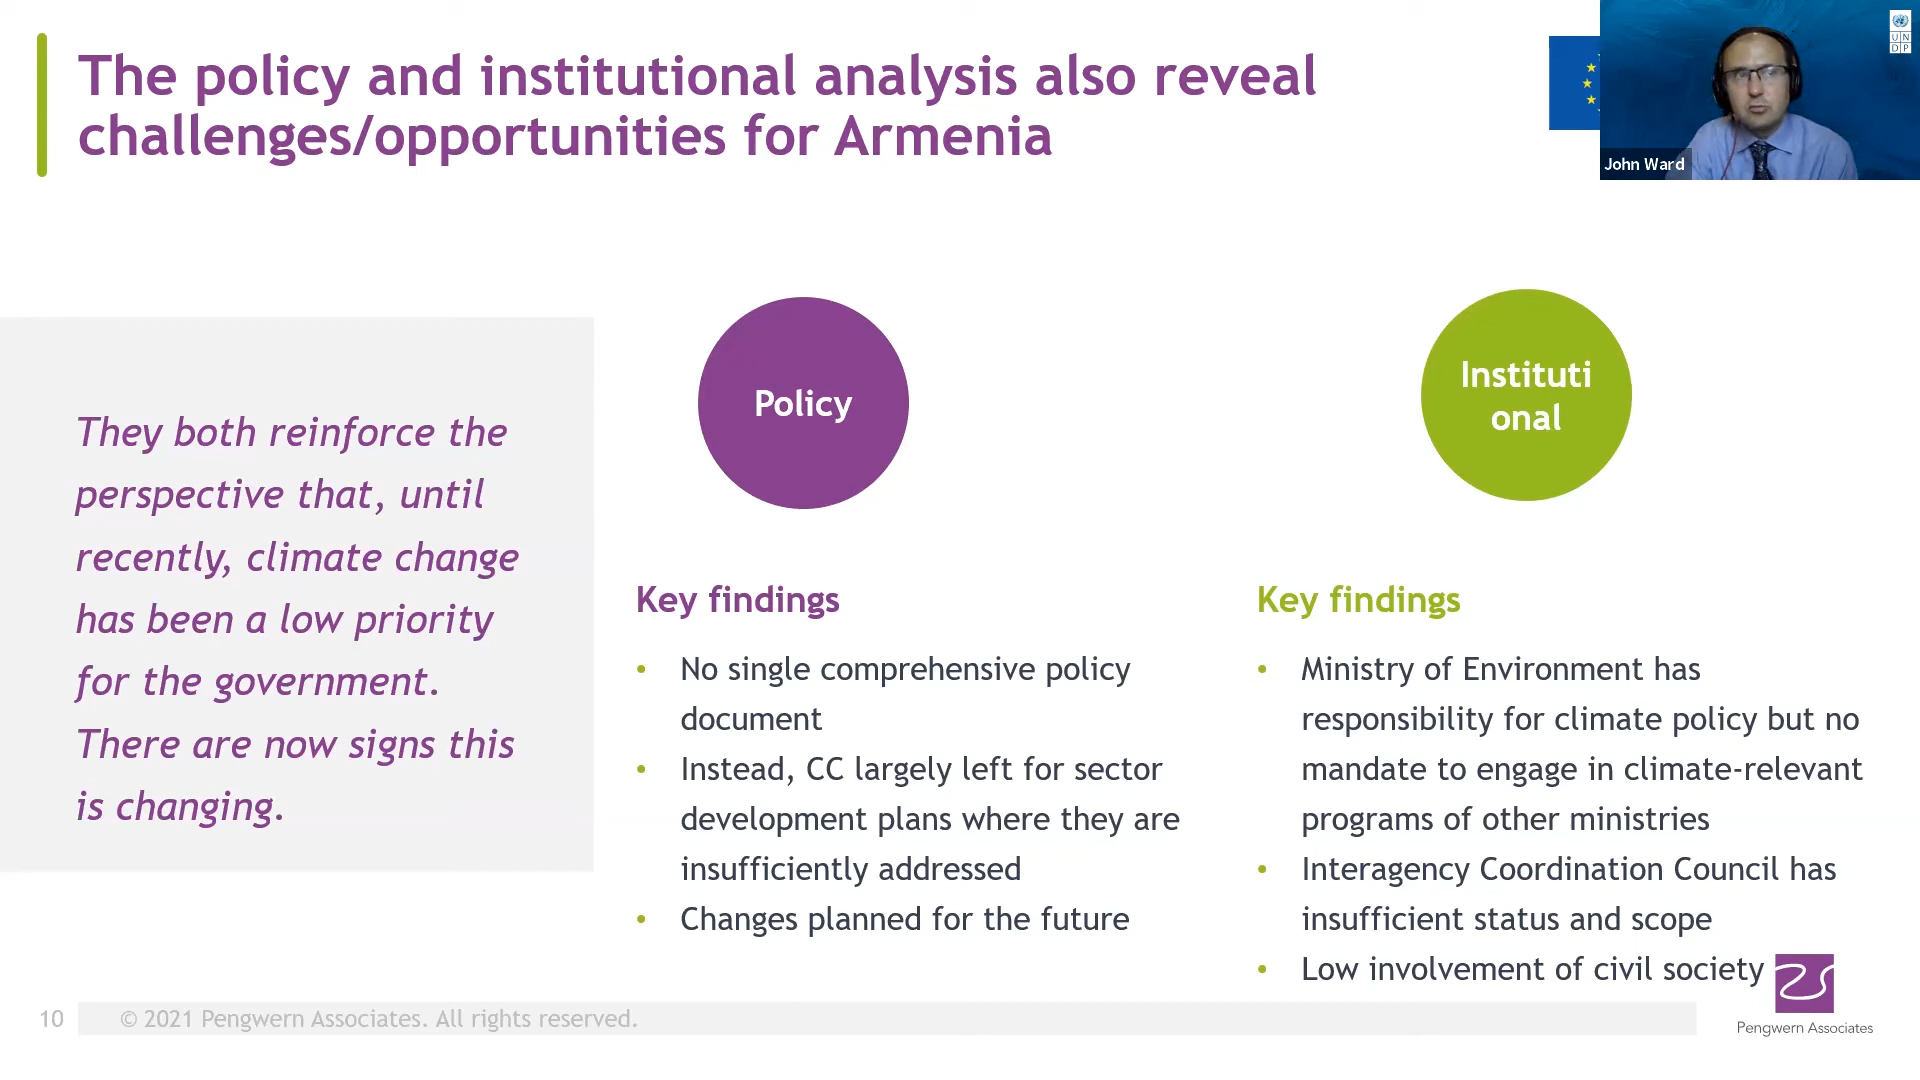 The policy and institutional analysis also reveal
challenges/opportunities for Armenia
U N
D P
John Ward
They both reinforce the
perspective that, until
recently, climate change
has been a low priority
for the government.
There are now signs this
is changing.
Policy
Key findings
• No single comprehensive policy
document
• Instead, CC largely left for sector
development plans where they are
insufficiently addressed
• Changes planned for the future
Instituti
onal
Key findings
• Ministry of Environment has
responsibility for climate policy but no
mandate to engage in climate-relevant
programs of other ministries
• Interagency Coordination Council has
insufficient status and scope
• Low involvement of civil society
10
© 2021 Pengwern Associates. All rights reserved.
Pengwern Associates